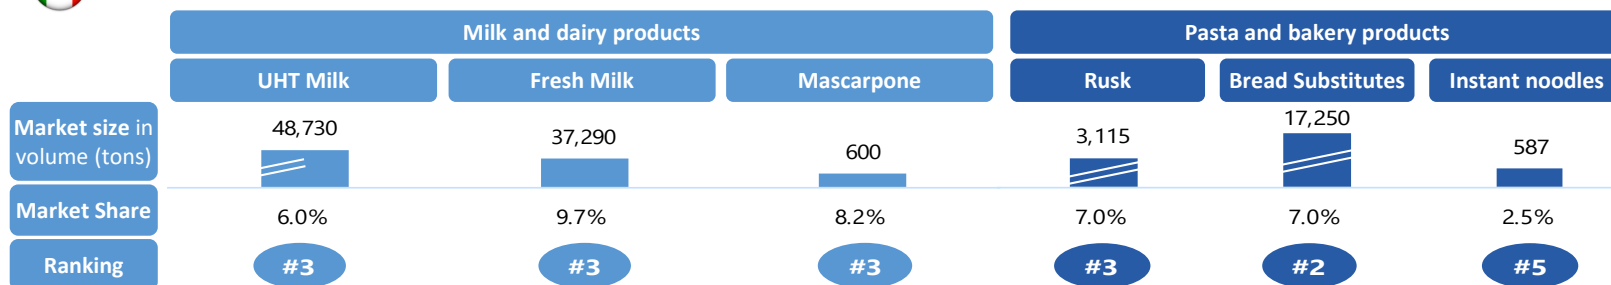 Milk and dairy products
Pasta and bakery products
UHT Milk
Fresh Milk
Mascarpone
Rusk
Bread Substitutes
Instant noodles
Market size in
volume (tons)
48,730
37,290
600
3,115
17,250
587
Market Share
6.0%
9.7%
8.2%
7.0%
7.0%
2.5%
Ranking
#3
#3
#3
#3
#2
#5